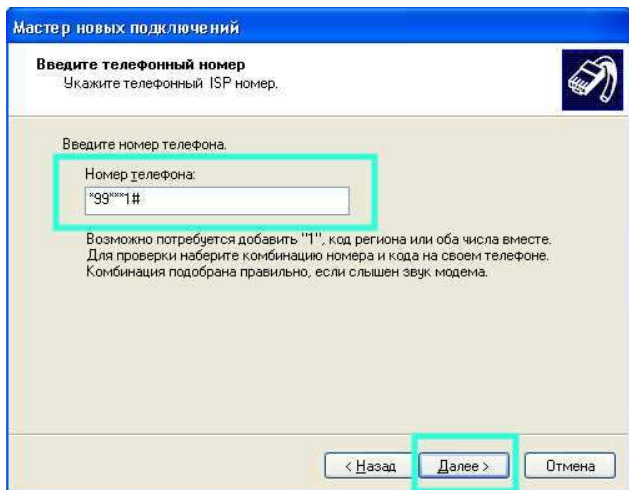 Мастер новых подключений
Введите телефонный номер
Укажите телефонный ISP номер.
Введите номер телефона.
Номер телефона:
*99***1#
Возможно потребуется добавить "1", код региона или оба числа вместе.
Для проверки наберите комбинацию номера и кода на своем телефоне.
Комбинация подобрана правильно, если слышен звук модема.
< Назад Далее > Отмена